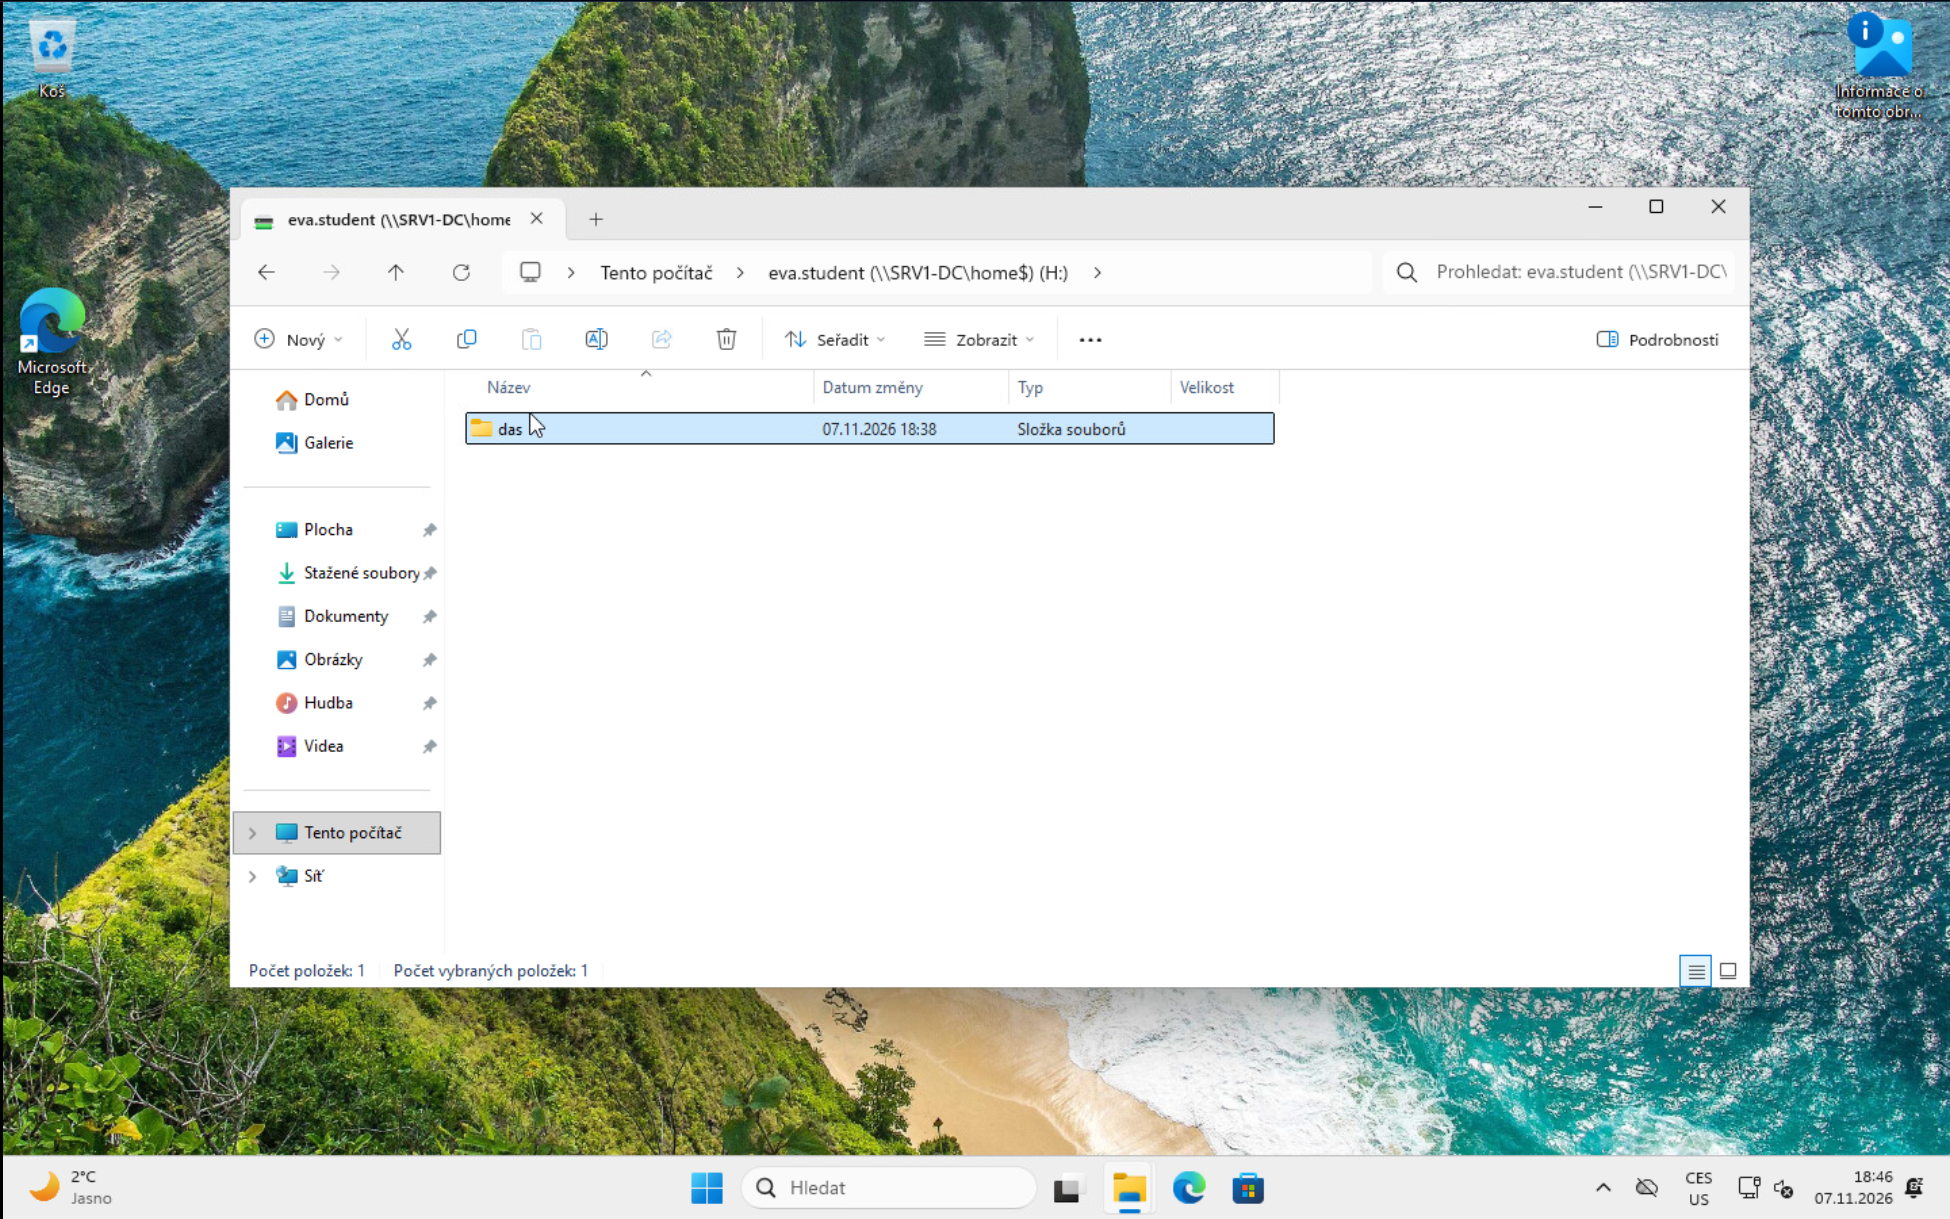 Koš
Informace o
tomto obr...
Microsoft
Edge
eva.student (\\SRV1-DC\home
Tento počítač
eva.student (\\SRV1-DC\home$) (H:)
Prohledat: eva.student (\\SRV1-DC\
Nový
Seřadit
Zobrazit
Podrobnosti
Název
Datum změny
Typ
Velikost
das
07.11.2026 18:38
Složka souborů
Domů
Galerie
Plocha
Stažené soubory
Dokumenty
Obrázky
Hudba
Videa
Tento počítač
Síť
Počet položek: 1
Počet vybraných položek: 1
2°C
Jasno
Hledat
CES
US
18:46
07.11.2026